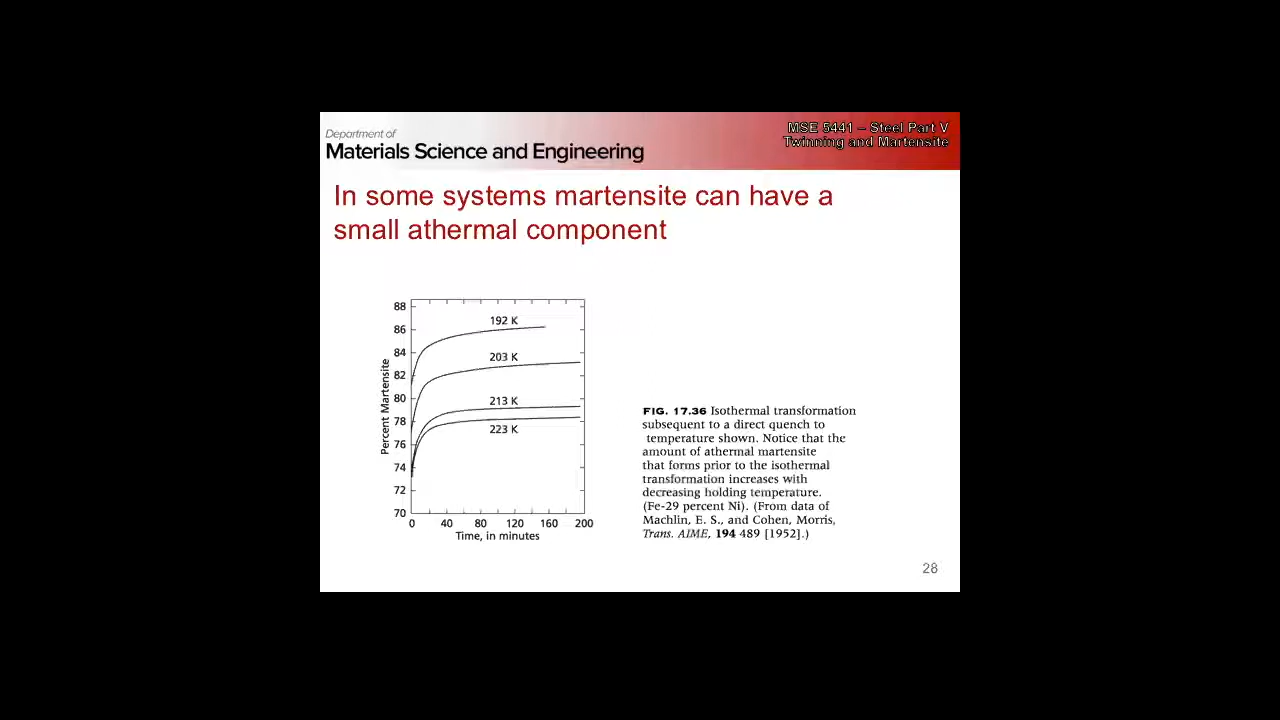 Department of
Materials Science and Engineering
MSE 5441 – Steel Part V
Twinning and Martensite
In some systems martensite can have a
small athermal component
88
86
84
82
80
78
76
74
72
70
Percent Martensite
192 K
203 K
213 K
223 K
0 40 80 120 160 200
Time, in minutes
FIG. 17.36 Isothermal transformation
subsequent to a direct quench to
temperature shown. Notice that the
amount of athermal martensite
that forms prior to the isothermal
transformation increases with
decreasing holding temperature.
(Fe-29 percent Ni). (From data of
Machlin, E. S., and Cohen, Morris,
Trans. AIME, 194 489 [1952].)
28